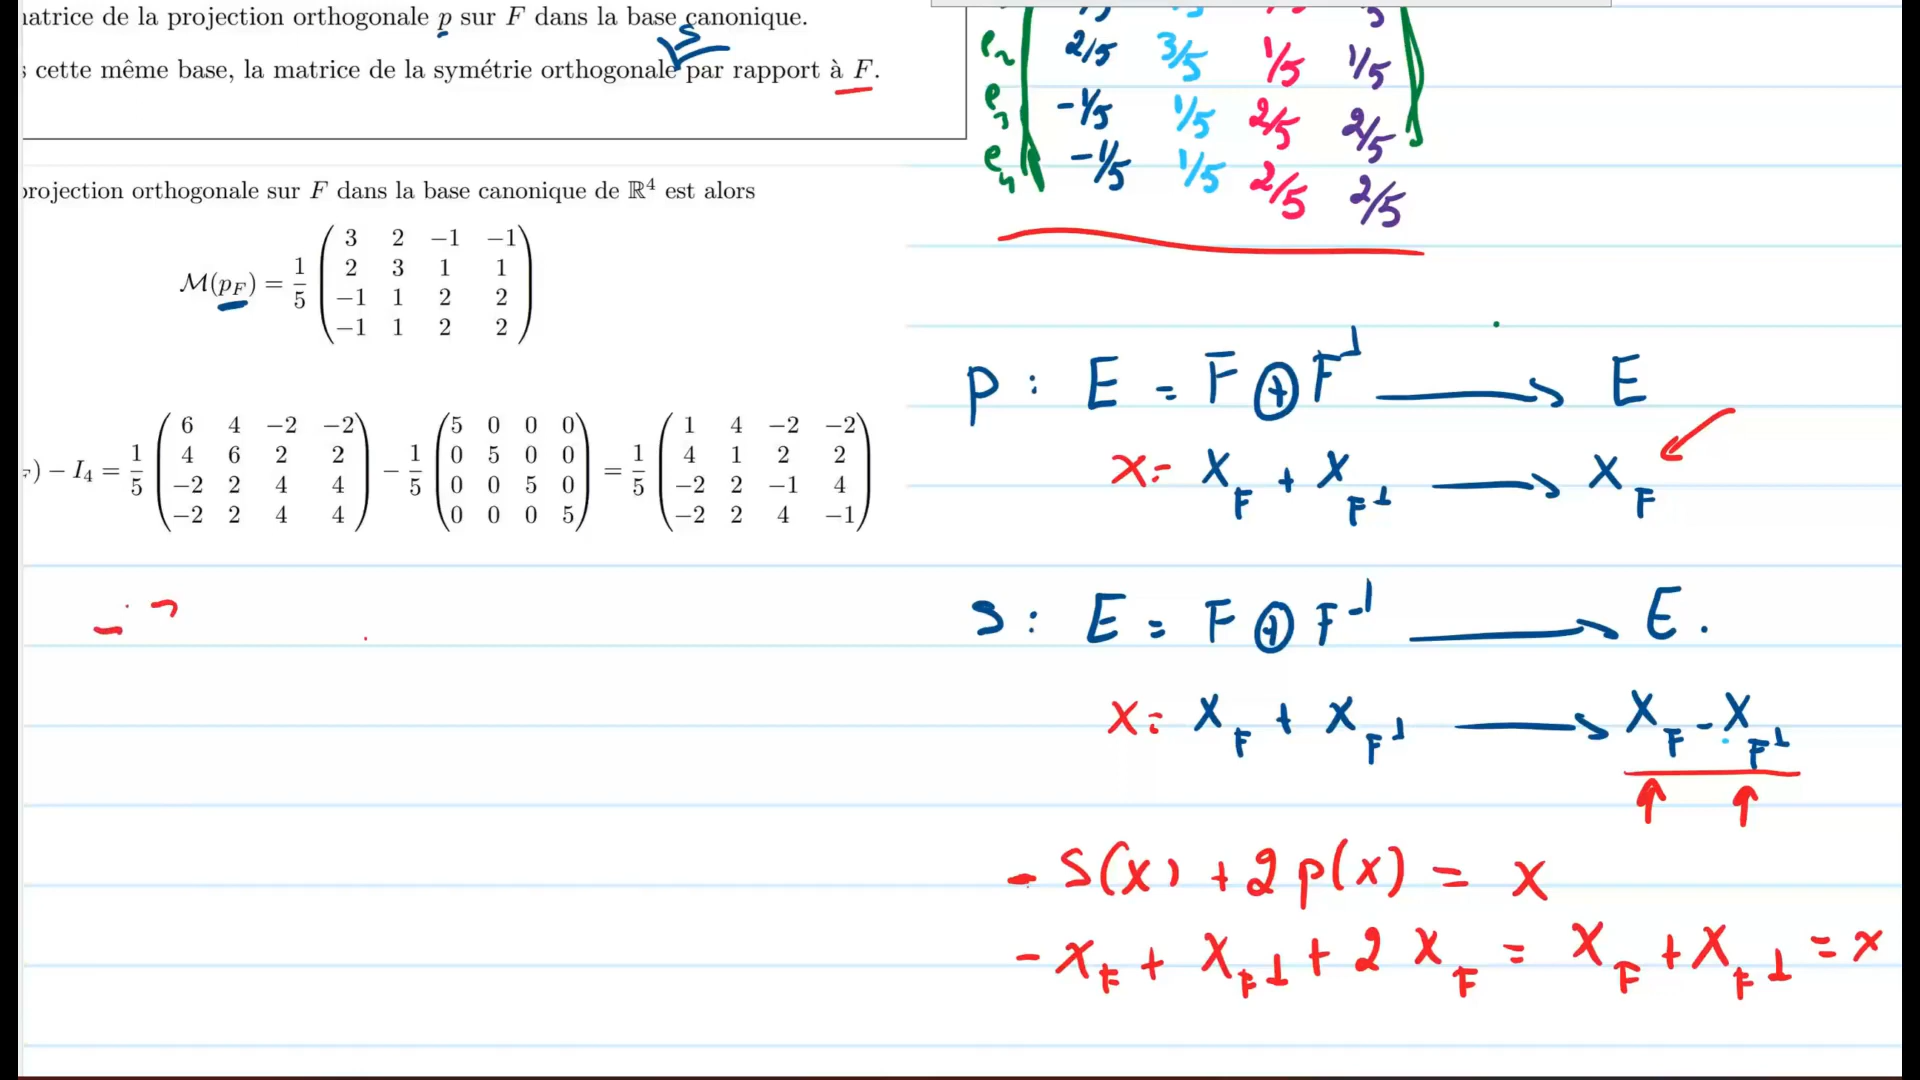 matrice de la projection orthogonale p sur F dans la base canonique.
s
s cette même base, la matrice de la symétrie orthogonale par rapport à F.
projection orthogonale sur F dans la base canonique de ℝ⁴ est alors
M(p_F) = 1/5 ( 3 2 −1 −1
2 3 1 1
−1 1 2 2
−1 1 2 2 )
) − I₄ = 1/5 ( 6 4 −2 −2 ; 4 6 2 2 ; −2 2 4 4 ; −2 2 4 4 ) − 1/5 ( 5 0 0 0 ; 0 5 0 0 ; 0 0 5 0 ; 0 0 0 5 ) = 1/5 ( 1 4 −2 −2 ; 4 1 2 2 ; −2 2 −1 4 ; −2 2 4 −1 )
e₂ 2/5 3/5 1/5 1/5
e₃ -1/5 1/5 2/5 2/5
e₄ -1/5 1/5 2/5 2/5
p : E = F ⊕ F^⊥ → E
x = x_F + x_F⊥ → x_F
s : E = F ⊕ F^⊥ → E.
x = x_F + x_F⊥ → x_F - x_F⊥
- s(x) + 2 p(x) = x
- x_F + x_F⊥ + 2 x_F = x_F + x_F⊥ = x